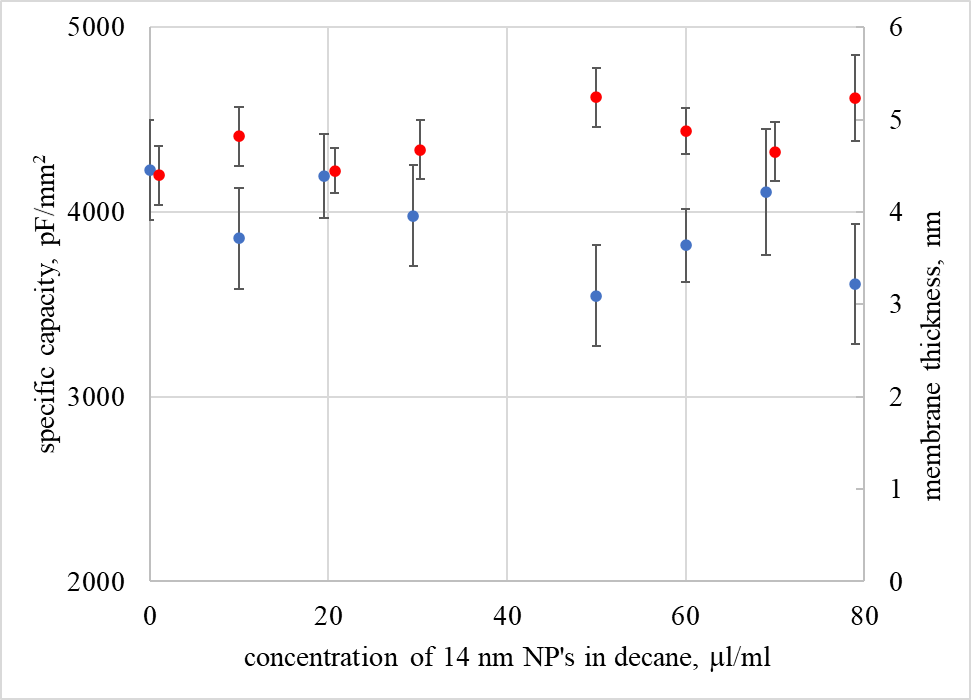 5000
4000
3000
2000
specific capacity, pF/mm²
6
5
4
3
2
1
0
membrane thickness, nm
0 20 40 60 80
concentration of 14 nm NP's in decane, μl/ml